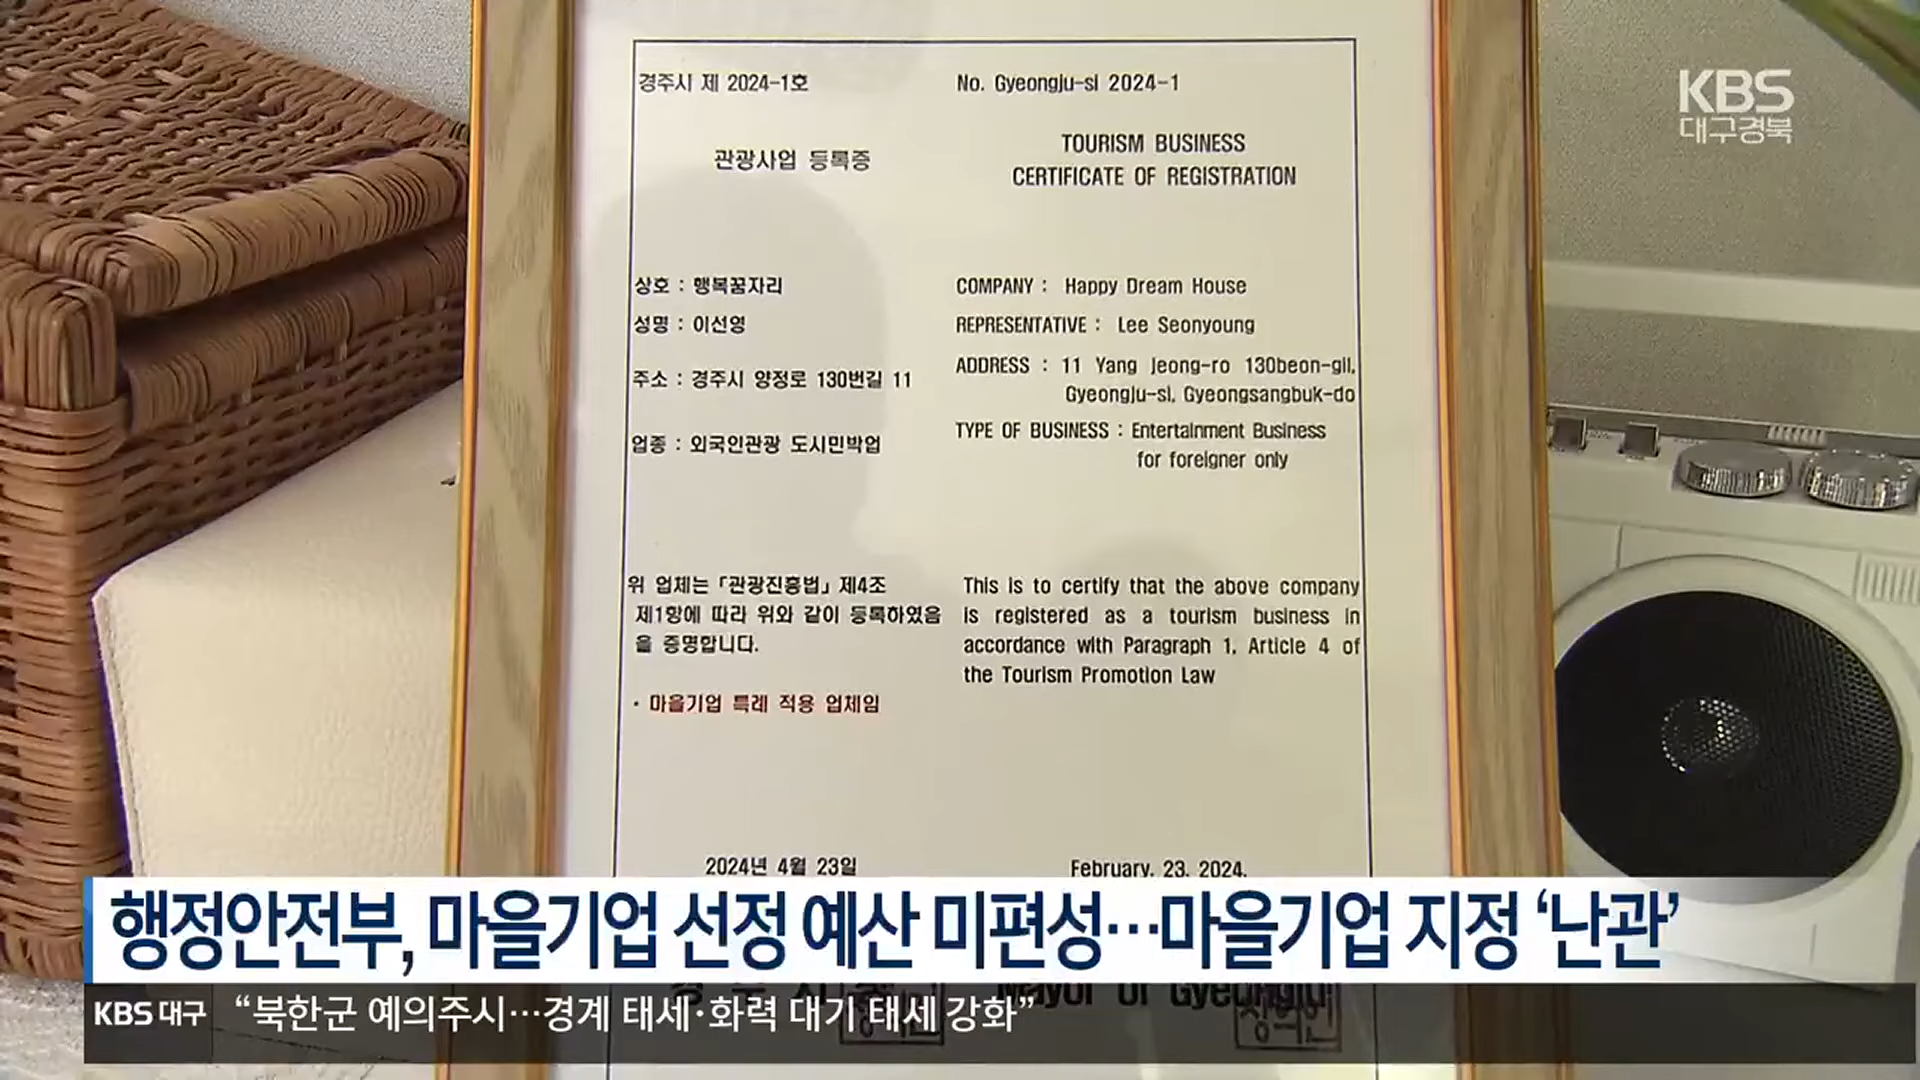 경주시 제 2024-1호
No. Gyeongju-si 2024-1
KBS
대구경북
관광사업 등록증
TOURISM BUSINESS
CERTIFICATE OF REGISTRATION
상호 : 행복꿈자리
COMPANY : Happy Dream House
성명 : 이선영
REPRESENTATIVE : Lee Seonyoung
주소 : 경주시 양정로 130번길 11
ADDRESS : 11 Yang jeong-ro 130beon-gil,
Gyeongju-si, Gyeongsangbuk-do
업종 : 외국인관광 도시민박업
TYPE OF BUSINESS : Entertainment Business
for foreigner only
위 업체는 「관광진흥법」 제4조
제1항에 따라 위와 같이 등록하였음
을 증명합니다.
This is to certify that the above company
is registered as a tourism business in
accordance with Paragraph 1, Article 4 of
the Tourism Promotion Law
· 마을기업 특례 적용 업체임
2024년 4월 23일
February, 23, 2024.
행정안전부, 마을기업 선정 예산 미편성…마을기업 지정 ‘난관’
Mayor of Gyeongju
KBS 대구
“북한군 예의주시…경계 태세·화력 대기 태세 강화”